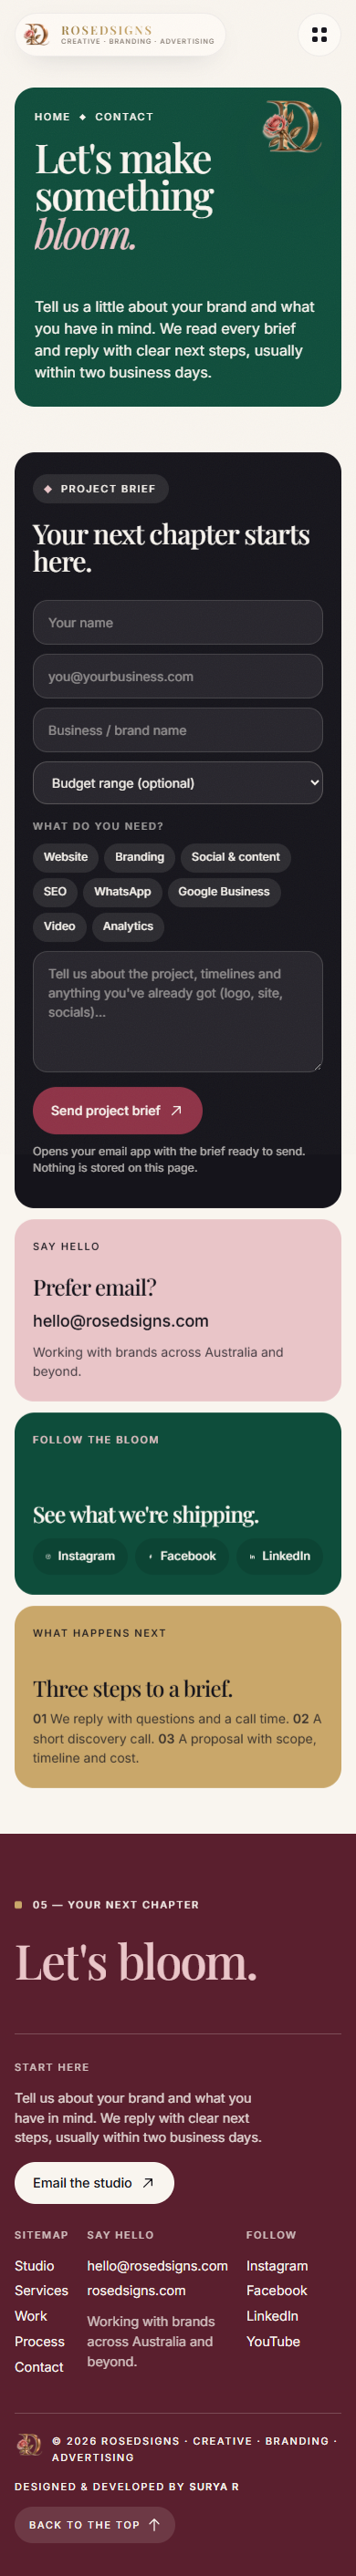 ROSEDSIGNS
CREATIVE · BRANDING · ADVERTISING
HOME ◆ CONTACT
Let's make
something
bloom.
Tell us a little about your brand and what
you have in mind. We read every brief
and reply with clear next steps, usually
within two business days.
◆ PROJECT BRIEF
Your next chapter starts
here.
Your name
you@yourbusiness.com
Business / brand name
Budget range (optional)
WHAT DO YOU NEED?
Website Branding Social & content
SEO WhatsApp Google Business
Video Analytics
Tell us about the project, timelines and
anything you've already got (logo, site,
socials)...
Send project brief
Opens your email app with the brief ready to send.
Nothing is stored on this page.
SAY HELLO
Prefer email?
hello@rosedsigns.com
Working with brands across Australia and
beyond.
FOLLOW THE BLOOM
See what we're shipping.
Instagram Facebook LinkedIn
WHAT HAPPENS NEXT
Three steps to a brief.
01 We reply with questions and a call time. 02 A
short discovery call. 03 A proposal with scope,
timeline and cost.
05 — YOUR NEXT CHAPTER
Let's bloom.
START HERE
Tell us about your brand and what you
have in mind. We reply with clear next
steps, usually within two business days.
Email the studio
SITEMAP
Studio
Services
Work
Process
Contact
SAY HELLO
hello@rosedsigns.com
rosedsigns.com
Working with brands
across Australia and
beyond.
FOLLOW
Instagram
Facebook
LinkedIn
YouTube
© 2026 ROSEDSIGNS · CREATIVE · BRANDING ·
ADVERTISING
DESIGNED & DEVELOPED BY SURYA R
BACK TO THE TOP